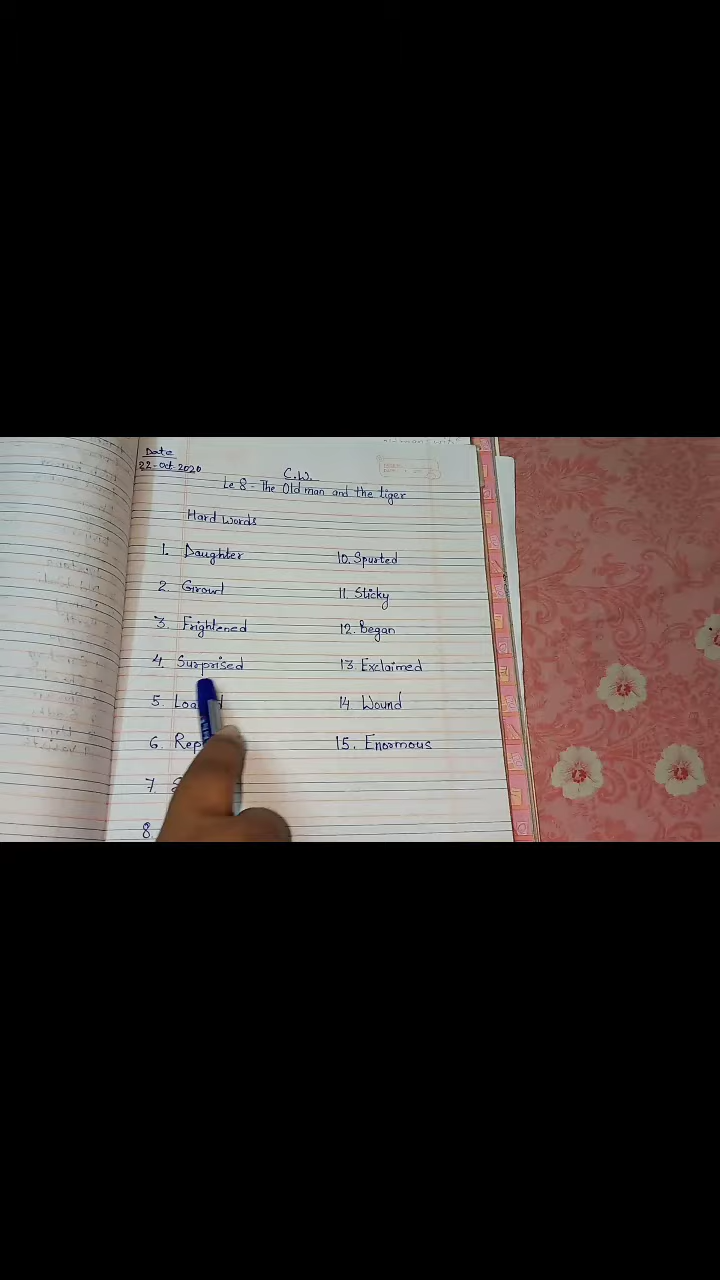 Date
22-Oct-2020
C.W.
Le 8 - The Old man and the tiger
Hard Words
1. Daughter
2. Growl
3. Frightened
4. Surprised
5.
6.
7.
8.
10. Spurted
11. Sticky
12. Began
13. Exclaimed
14 Wound
15. Enormous